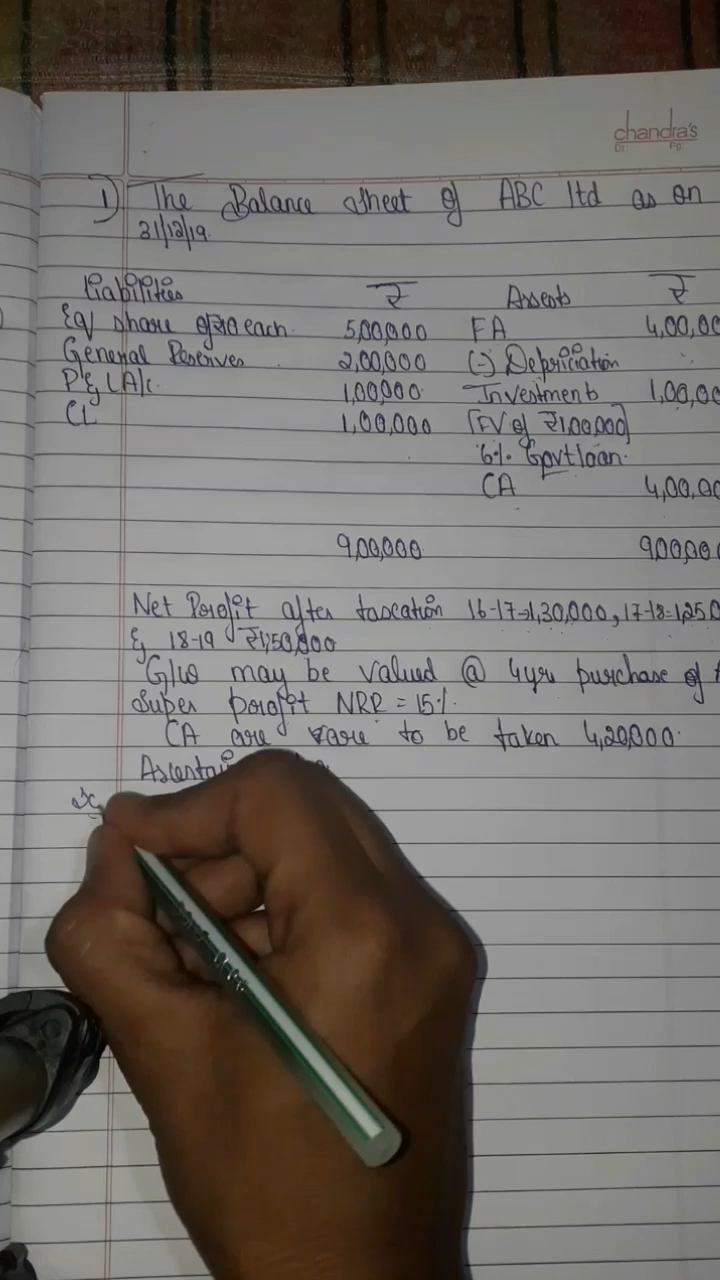 chandra's
Dt: Pg:
1) The Balance Sheet of ABC ltd as on
31/12/19.
Liabilities ₹ Assests ₹
Eq share of each. 5,00,000 FA 4,00,00
General Reserves 2,00,000 (-) Depriciation
P&L A/c. 1,00,000 Investment 1,00,00
CL 1,00,000 [FV of ₹1,00,000]
6% Govt loan.
CA 4,00,00
9,00,000 9,00,00
Net Profit after taxcation 16-17→1,30,000, 17-18=1,25,0
& 18-19 ₹1,50,000
G/w may be valued @ 4yrs purchase of
Super profit NRR = 15%.
CA are to be taken 4,20,000.